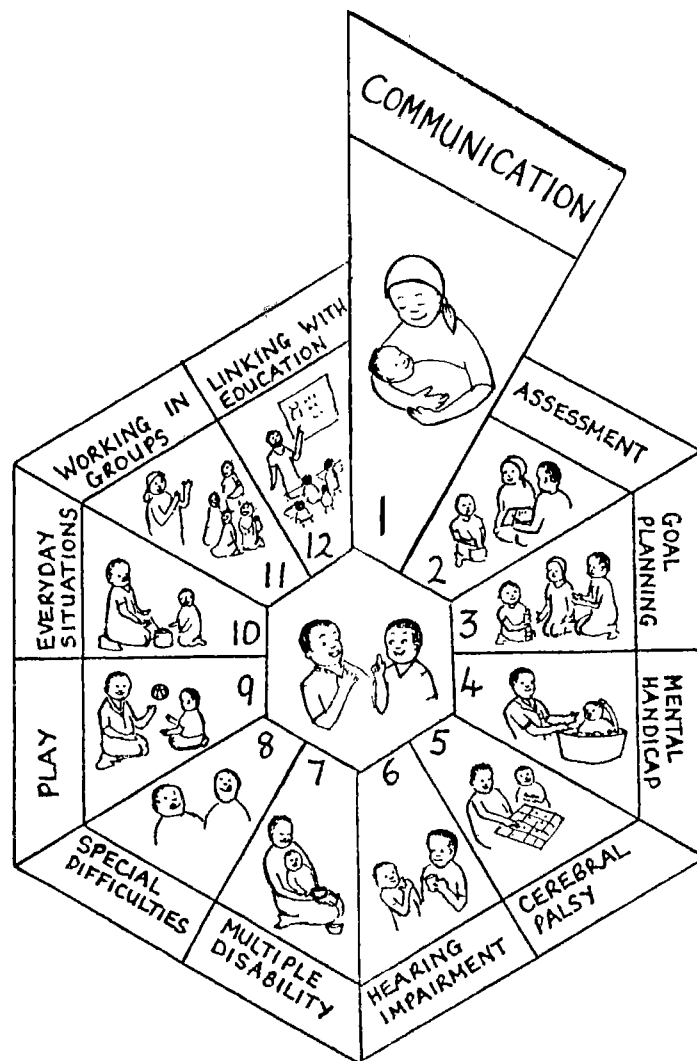 COMMUNICATION
1
ASSESSMENT
2
GOAL
PLANNING
3
MENTAL
HANDICAP
4
CEREBRAL
PALSY
5
HEARING
IMPAIRMENT
6
MULTIPLE
DISABILITY
7
SPECIAL
DIFFICULTIES
8
PLAY
9
EVERYDAY
SITUATIONS
10
WORKING IN
GROUPS
11
LINKING WITH
EDUCATION
12